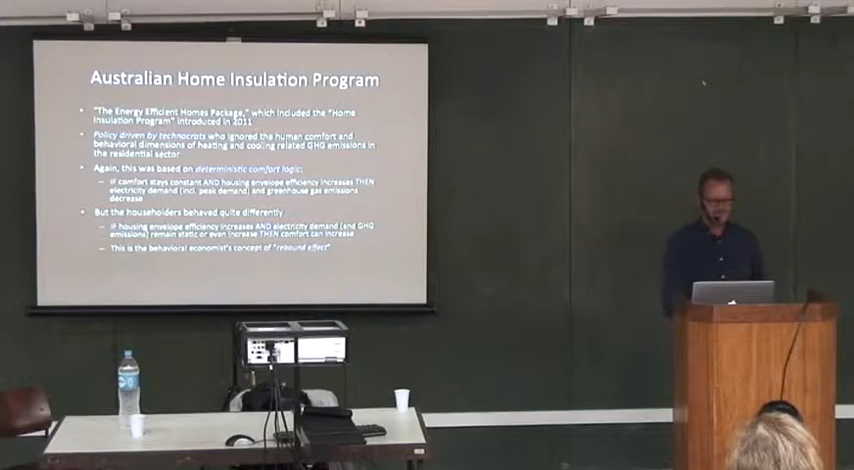 Australian Home Insulation Program
• "The Energy Efficient Homes Package," which included the "Home
Insulation Program" introduced in 2011
• Policy driven by technocrats who ignored the human comfort and
behavioral dimensions of heating and cooling related GHG emissions in
the residential sector
• Again, this was based on deterministic comfort logic:
– IF comfort stays constant AND housing envelope efficiency increases THEN
electricity demand (incl. peak demand) and greenhouse gas emissions
decrease
• But the householders behaved quite differently
– IF housing envelope efficiency increases AND electricity demand (and GHG
emissions) remain static or even increase THEN comfort can increase
– This is the behavioral economist's concept of "rebound effect"